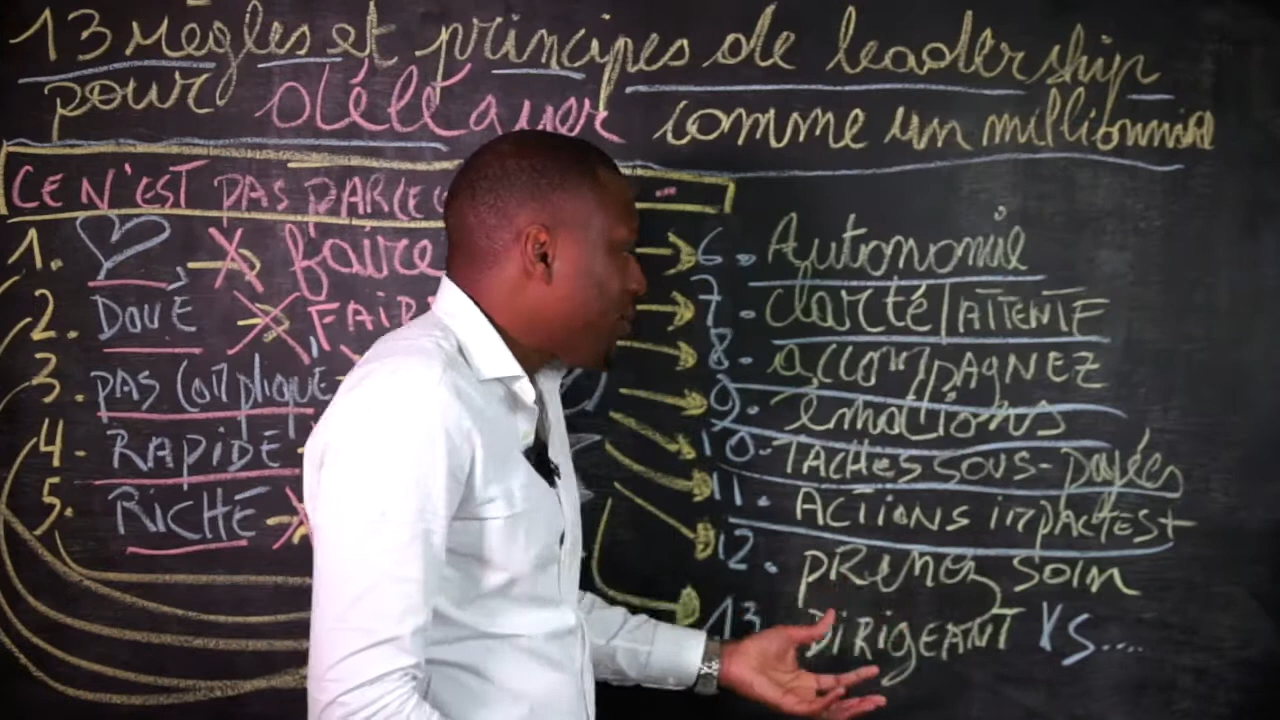 13 règles et principes de leadership
pour déléguer comme un millionnaire
CE N'EST PAS PARCE
1. X faire
2. DOUÉ X FAIRE
3. PAS Compliqué
4. RAPIDE
5. RICHE X
6. Autonomie
7. clarté/ATTENTE
8. accompagnez
9. émotions
10. TACHES SOUS-payées
11. ACTIONS impactest
12. PRENEZ SOIN
13 DIRIGEANT VS....